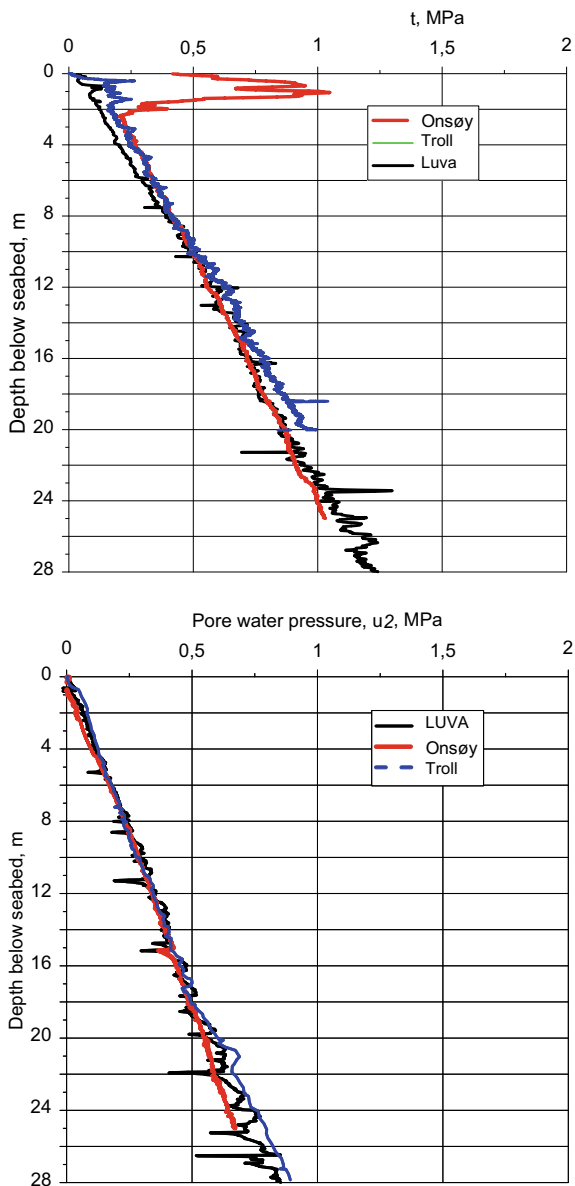 t, MPa
0 0,5 1 1,5 2
0
4
8
12
16
20
24
28
Depth below seabed, m
Onsøy
Troll
Luva
Pore water pressure, u2, MPa
0 0,5 1 1,5 2
0
4
8
12
16
20
24
28
Depth below seabed, m
LUVA
Onsøy
Troll